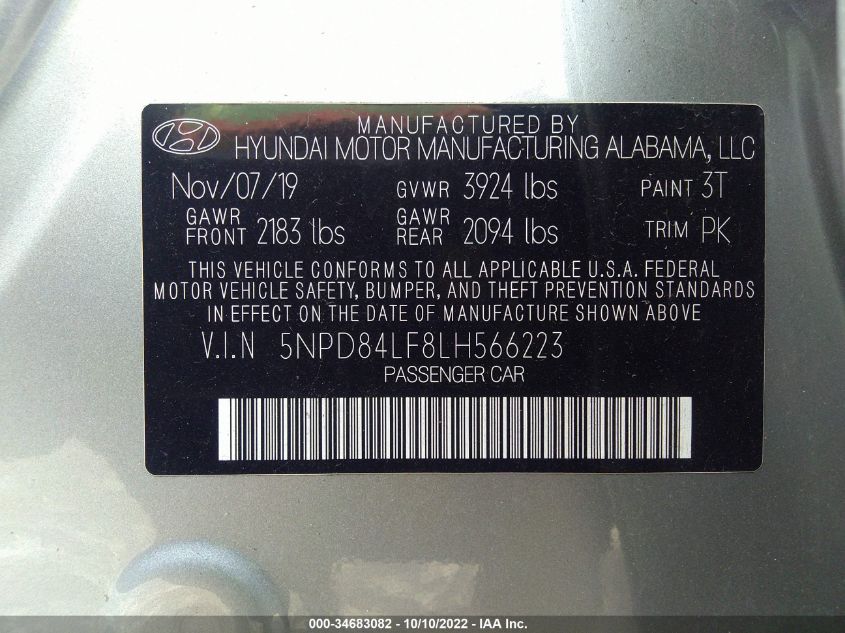 MANUFACTURED BY
HYUNDAI MOTOR MANUFACTURING ALABAMA, LLC
Nov/07/19 GVWR 3924 lbs PAINT 3T
GAWR FRONT 2183 lbs GAWR REAR 2094 lbs TRIM PK
THIS VEHICLE CONFORMS TO ALL APPLICABLE U.S.A. FEDERAL
MOTOR VEHICLE SAFETY, BUMPER, AND THEFT PREVENTION STANDARDS
IN EFFECT ON THE DATE OF MANUFACTURE SHOWN ABOVE
V.I.N 5NPD84LF8LH566223
PASSENGER CAR
000-34683082 - 10/10/2022 - IAA Inc.